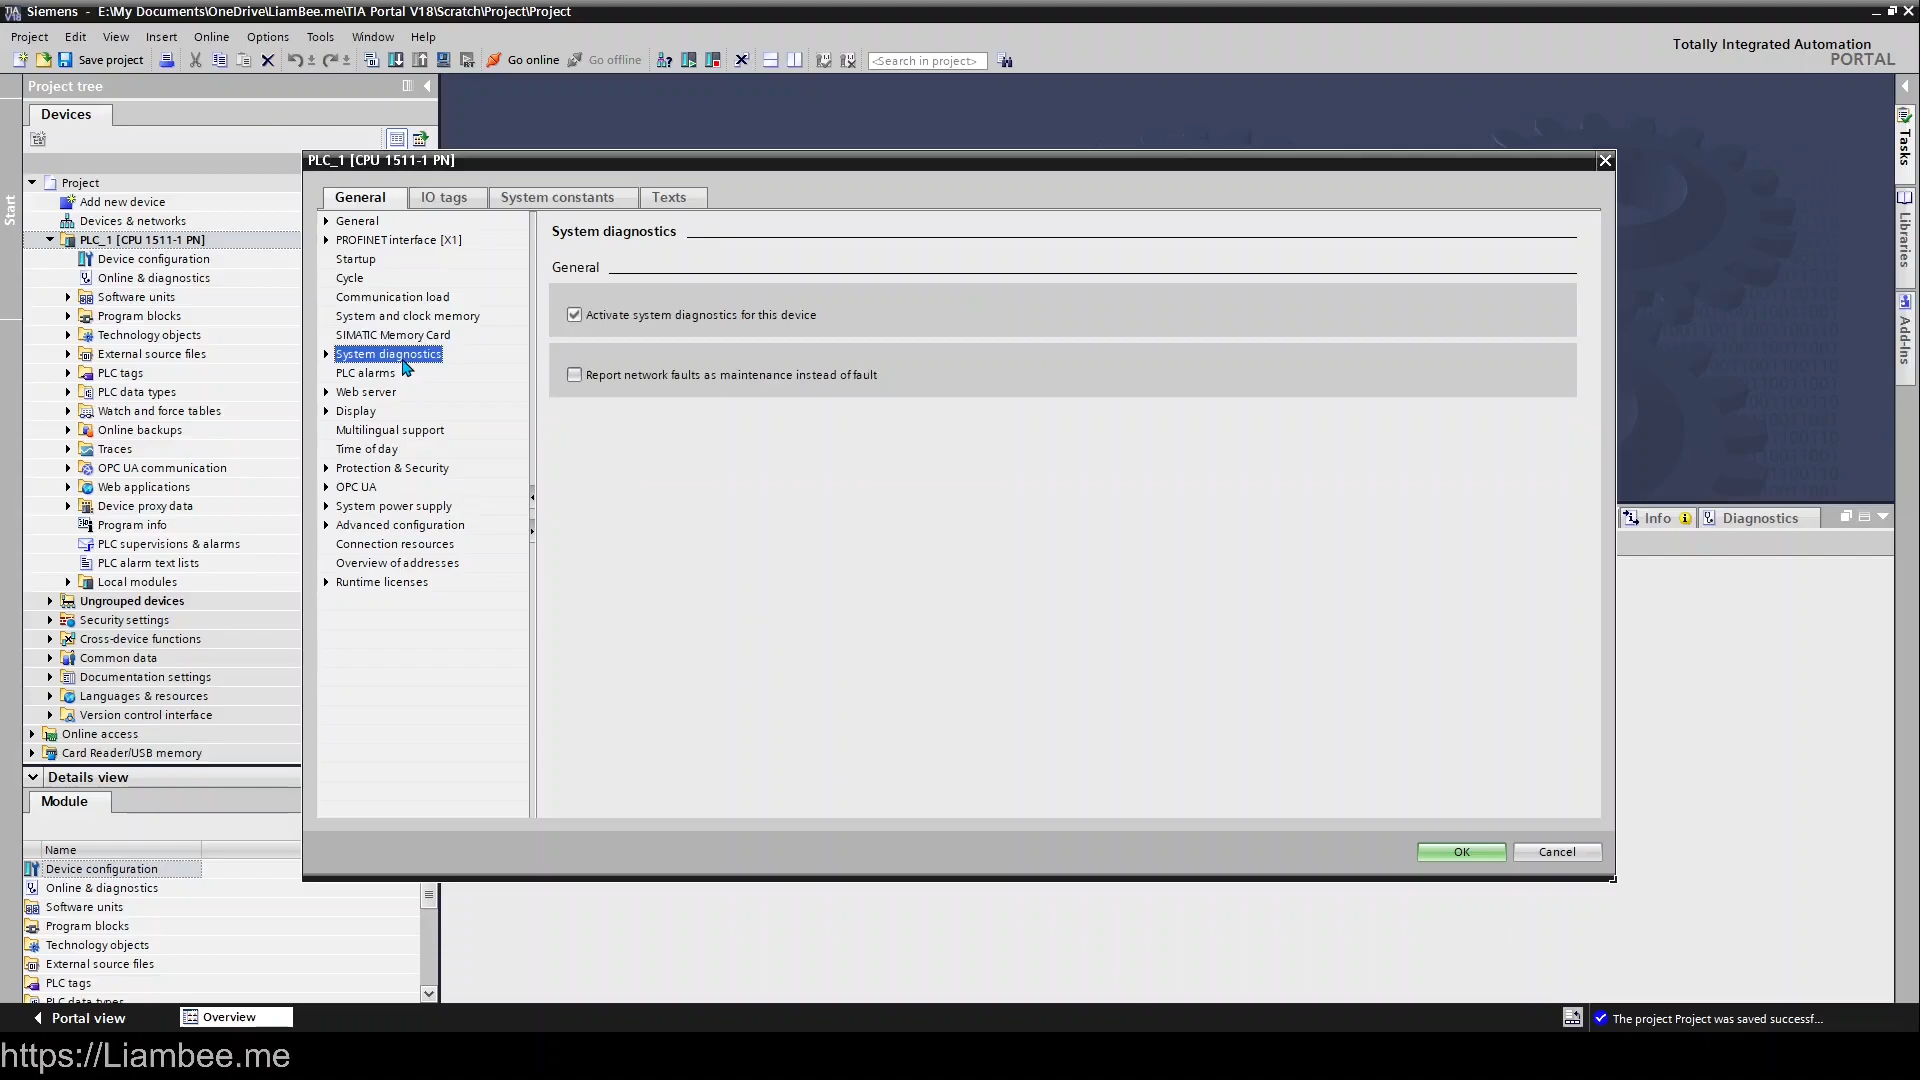 Siemens - E:\My Documents\OneDrive\LiamBee.me\TIA Portal V18\Scratch\Project\Project
Project Edit View Insert Online Options Tools Window Help
Totally Integrated Automation
PORTAL
Save project
Go online
Go offline
<Search in project>
Project tree
Devices
Start
Project
Add new device
Devices & networks
PLC_1 [CPU 1511-1 PN]
Device configuration
Online & diagnostics
Software units
Program blocks
Technology objects
External source files
PLC tags
PLC data types
Watch and force tables
Online backups
Traces
OPC UA communication
Web applications
Device proxy data
Program info
PLC supervisions & alarms
PLC alarm text lists
Local modules
Ungrouped devices
Security settings
Cross-device functions
Common data
Documentation settings
Languages & resources
Version control interface
Online access
Card Reader/USB memory
Details view
Module
Name
Device configuration
Online & diagnostics
Software units
Program blocks
Technology objects
External source files
PLC tags
PLC data types
PLC_1 [CPU 1511-1 PN]
General IO tags System constants Texts
General
PROFINET interface [X1]
Startup
Cycle
Communication load
System and clock memory
SIMATIC Memory Card
System diagnostics
PLC alarms
Web server
Display
Multilingual support
Time of day
Protection & Security
OPC UA
System power supply
Advanced configuration
Connection resources
Overview of addresses
Runtime licenses
System diagnostics
General
Activate system diagnostics for this device
Report network faults as maintenance instead of fault
OK
Cancel
Info
Diagnostics
Tasks
Libraries
Add-Ins
Portal view
Overview
The project Project was saved successf...
https://Liambee.me